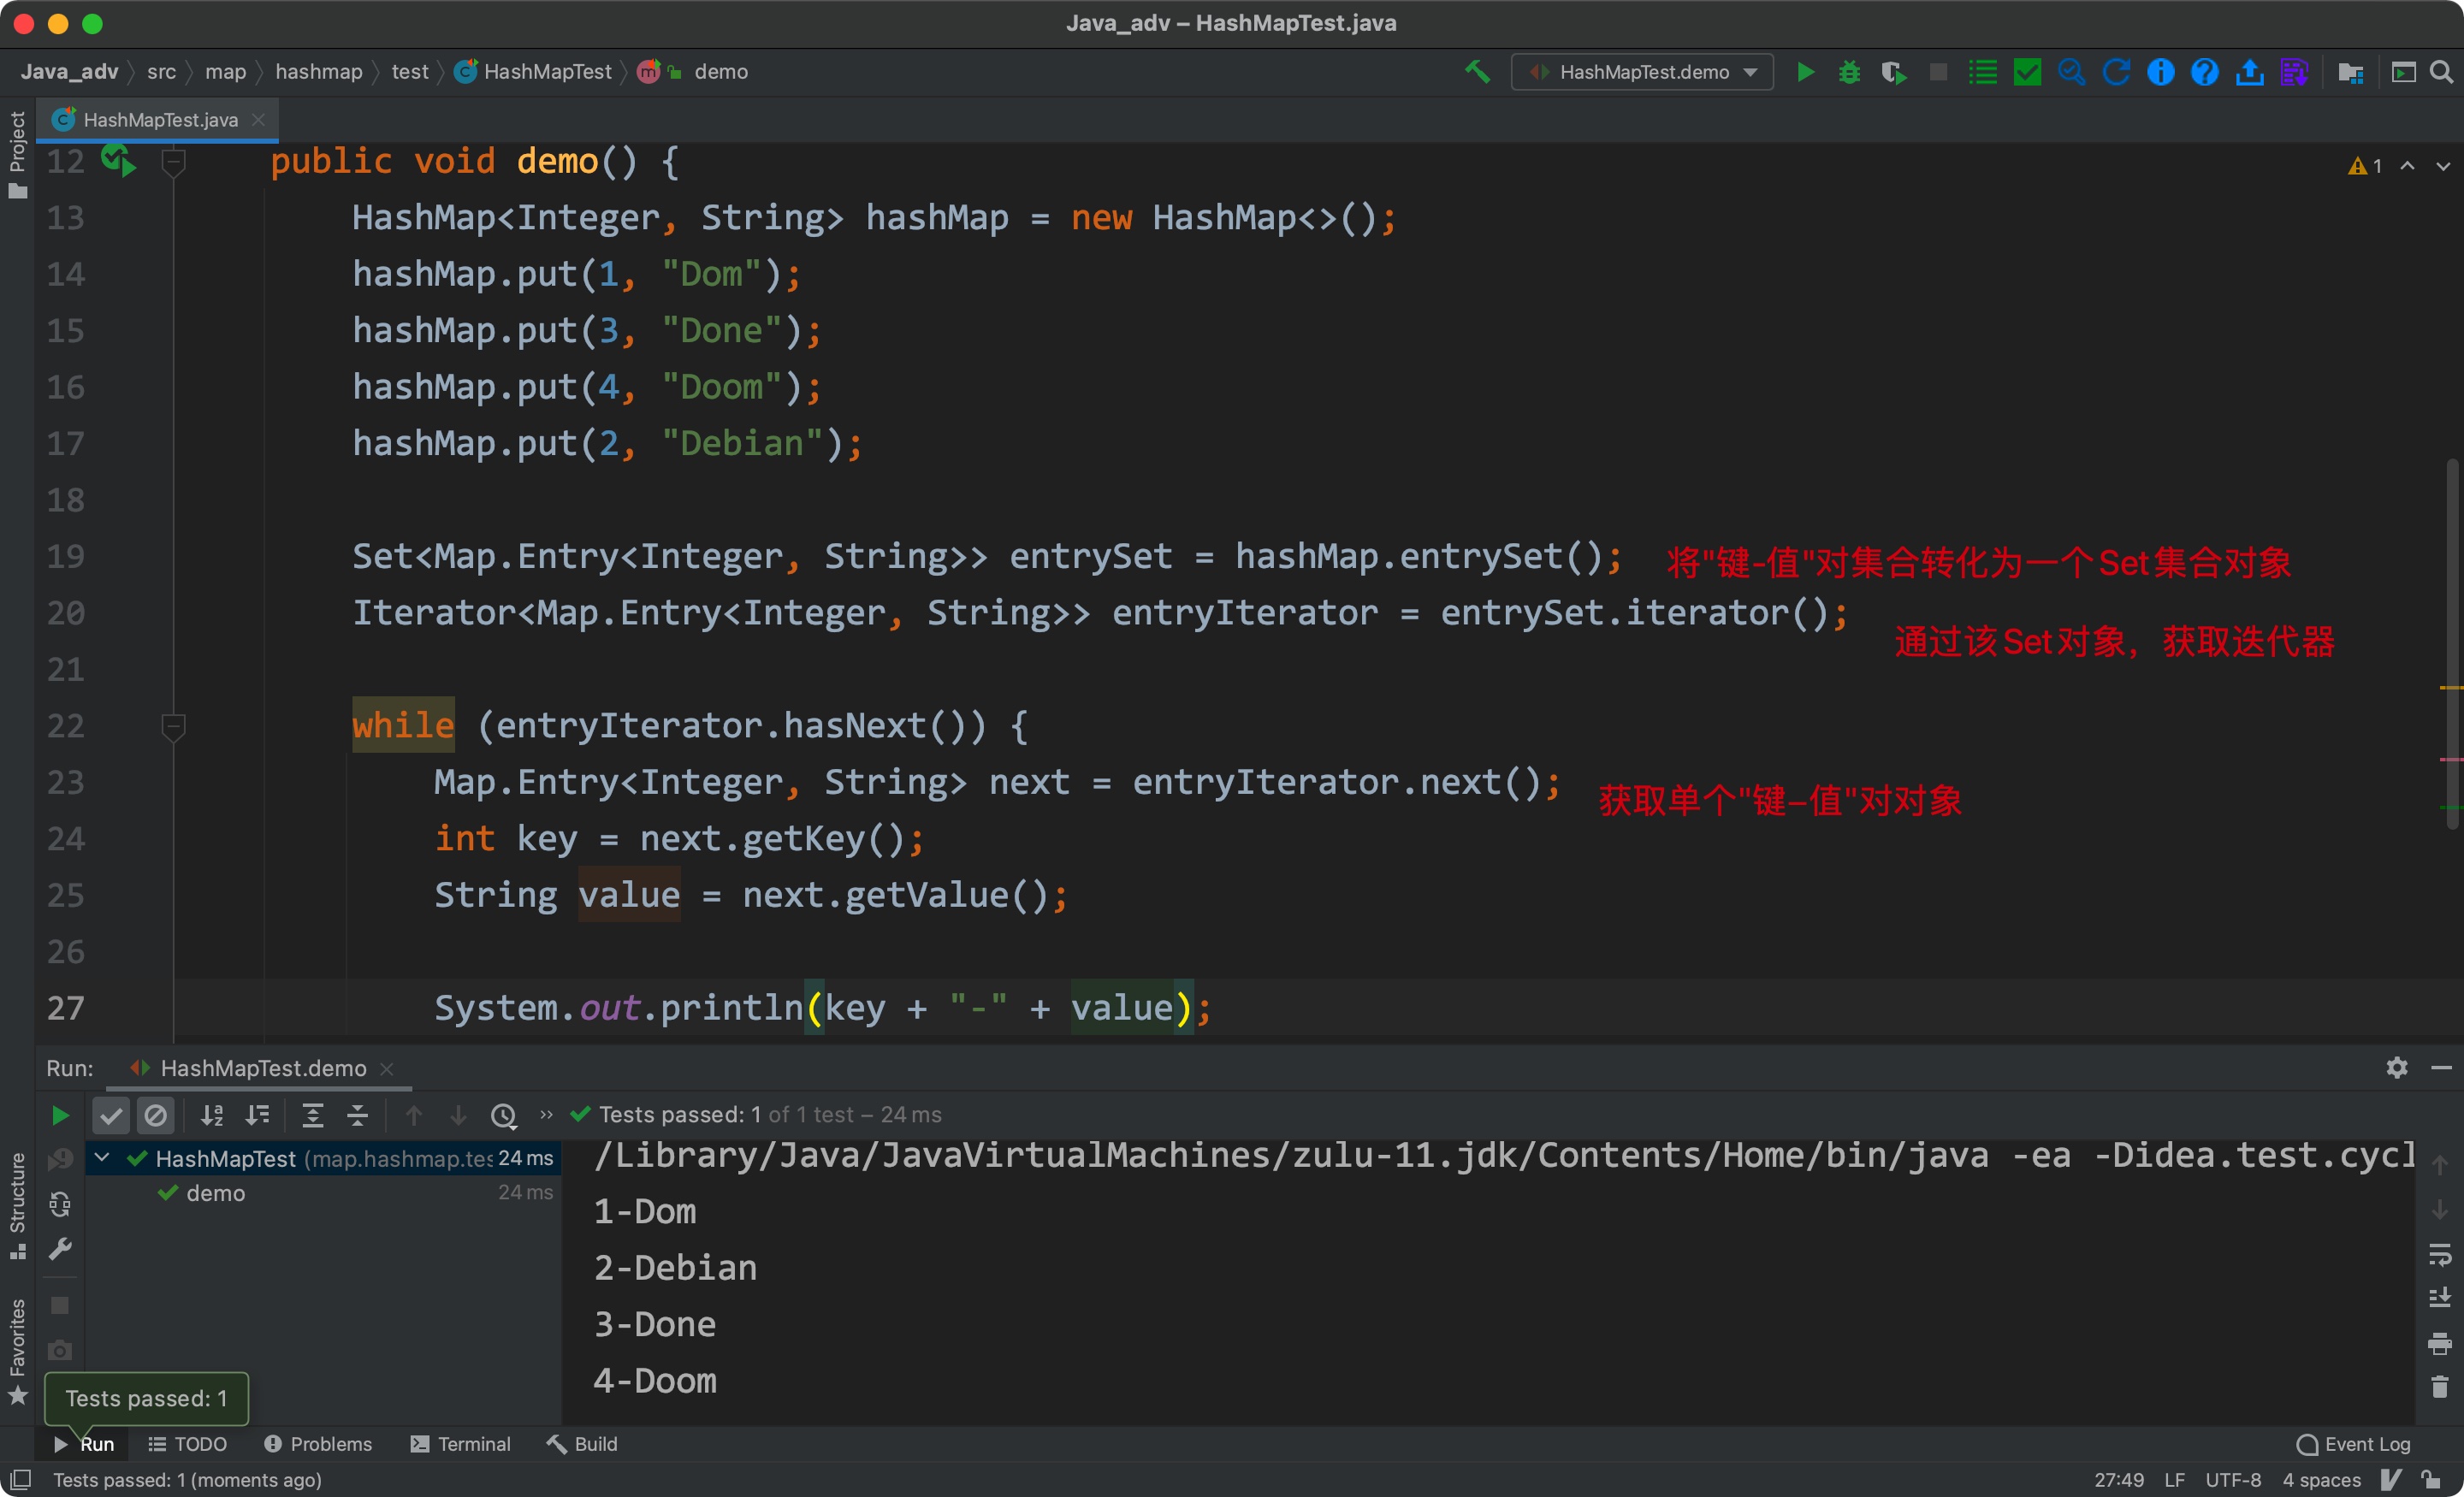 Java_adv – HashMapTest.java
Java_adv src map hashmap test HashMapTest demo HashMapTest.demo
Project
HashMapTest.java
12 public void demo() {
1
13 HashMap<Integer, String> hashMap = new HashMap<>();
14 hashMap.put(1, "Dom");
15 hashMap.put(3, "Done");
16 hashMap.put(4, "Doom");
17 hashMap.put(2, "Debian");
18
19 Set<Map.Entry<Integer, String>> entrySet = hashMap.entrySet(); 将"键-值"对集合转化为一个Set集合对象
20 Iterator<Map.Entry<Integer, String>> entryIterator = entrySet.iterator();
通过该Set对象，获取迭代器
21
22 while (entryIterator.hasNext()) {
23 Map.Entry<Integer, String> next = entryIterator.next(); 获取单个"键–值"对对象
24 int key = next.getKey();
25 String value = next.getValue();
26
27 System.out.println(key + "-" + value);
Run: HashMapTest.demo
Tests passed: 1 of 1 test – 24 ms
HashMapTest (map.hashmap.tes 24 ms
demo 24 ms
/Library/Java/JavaVirtualMachines/zulu-11.jdk/Contents/Home/bin/java -ea -Didea.test.cycl
1-Dom
2-Debian
3-Done
4-Doom
Structure
Favorites
Tests passed: 1
Run TODO Problems Terminal Build Event Log
Tests passed: 1 (moments ago) 27:49 LF UTF-8 4 spaces